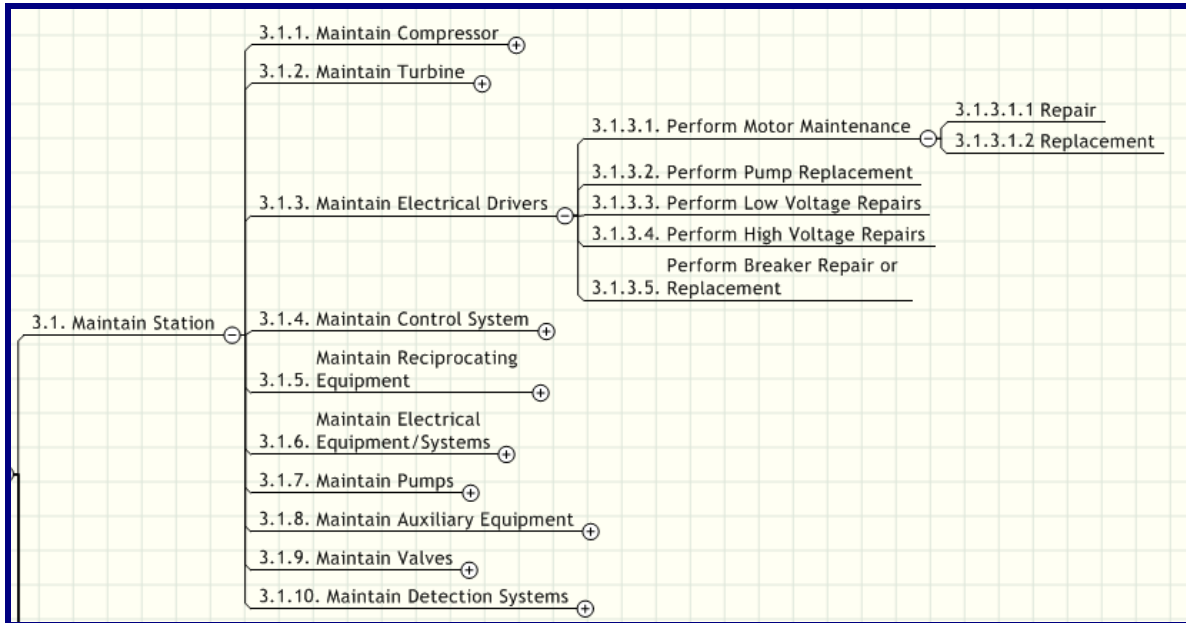 3.1. Maintain Station
3.1.1. Maintain Compressor
3.1.2. Maintain Turbine
3.1.3. Maintain Electrical Drivers
3.1.3.1. Perform Motor Maintenance
3.1.3.1.1 Repair
3.1.3.1.2 Replacement
3.1.3.2. Perform Pump Replacement
3.1.3.3. Perform Low Voltage Repairs
3.1.3.4. Perform High Voltage Repairs
Perform Breaker Repair or
3.1.3.5. Replacement
3.1.4. Maintain Control System
Maintain Reciprocating
3.1.5. Equipment
Maintain Electrical
3.1.6. Equipment/Systems
3.1.7. Maintain Pumps
3.1.8. Maintain Auxiliary Equipment
3.1.9. Maintain Valves
3.1.10. Maintain Detection Systems